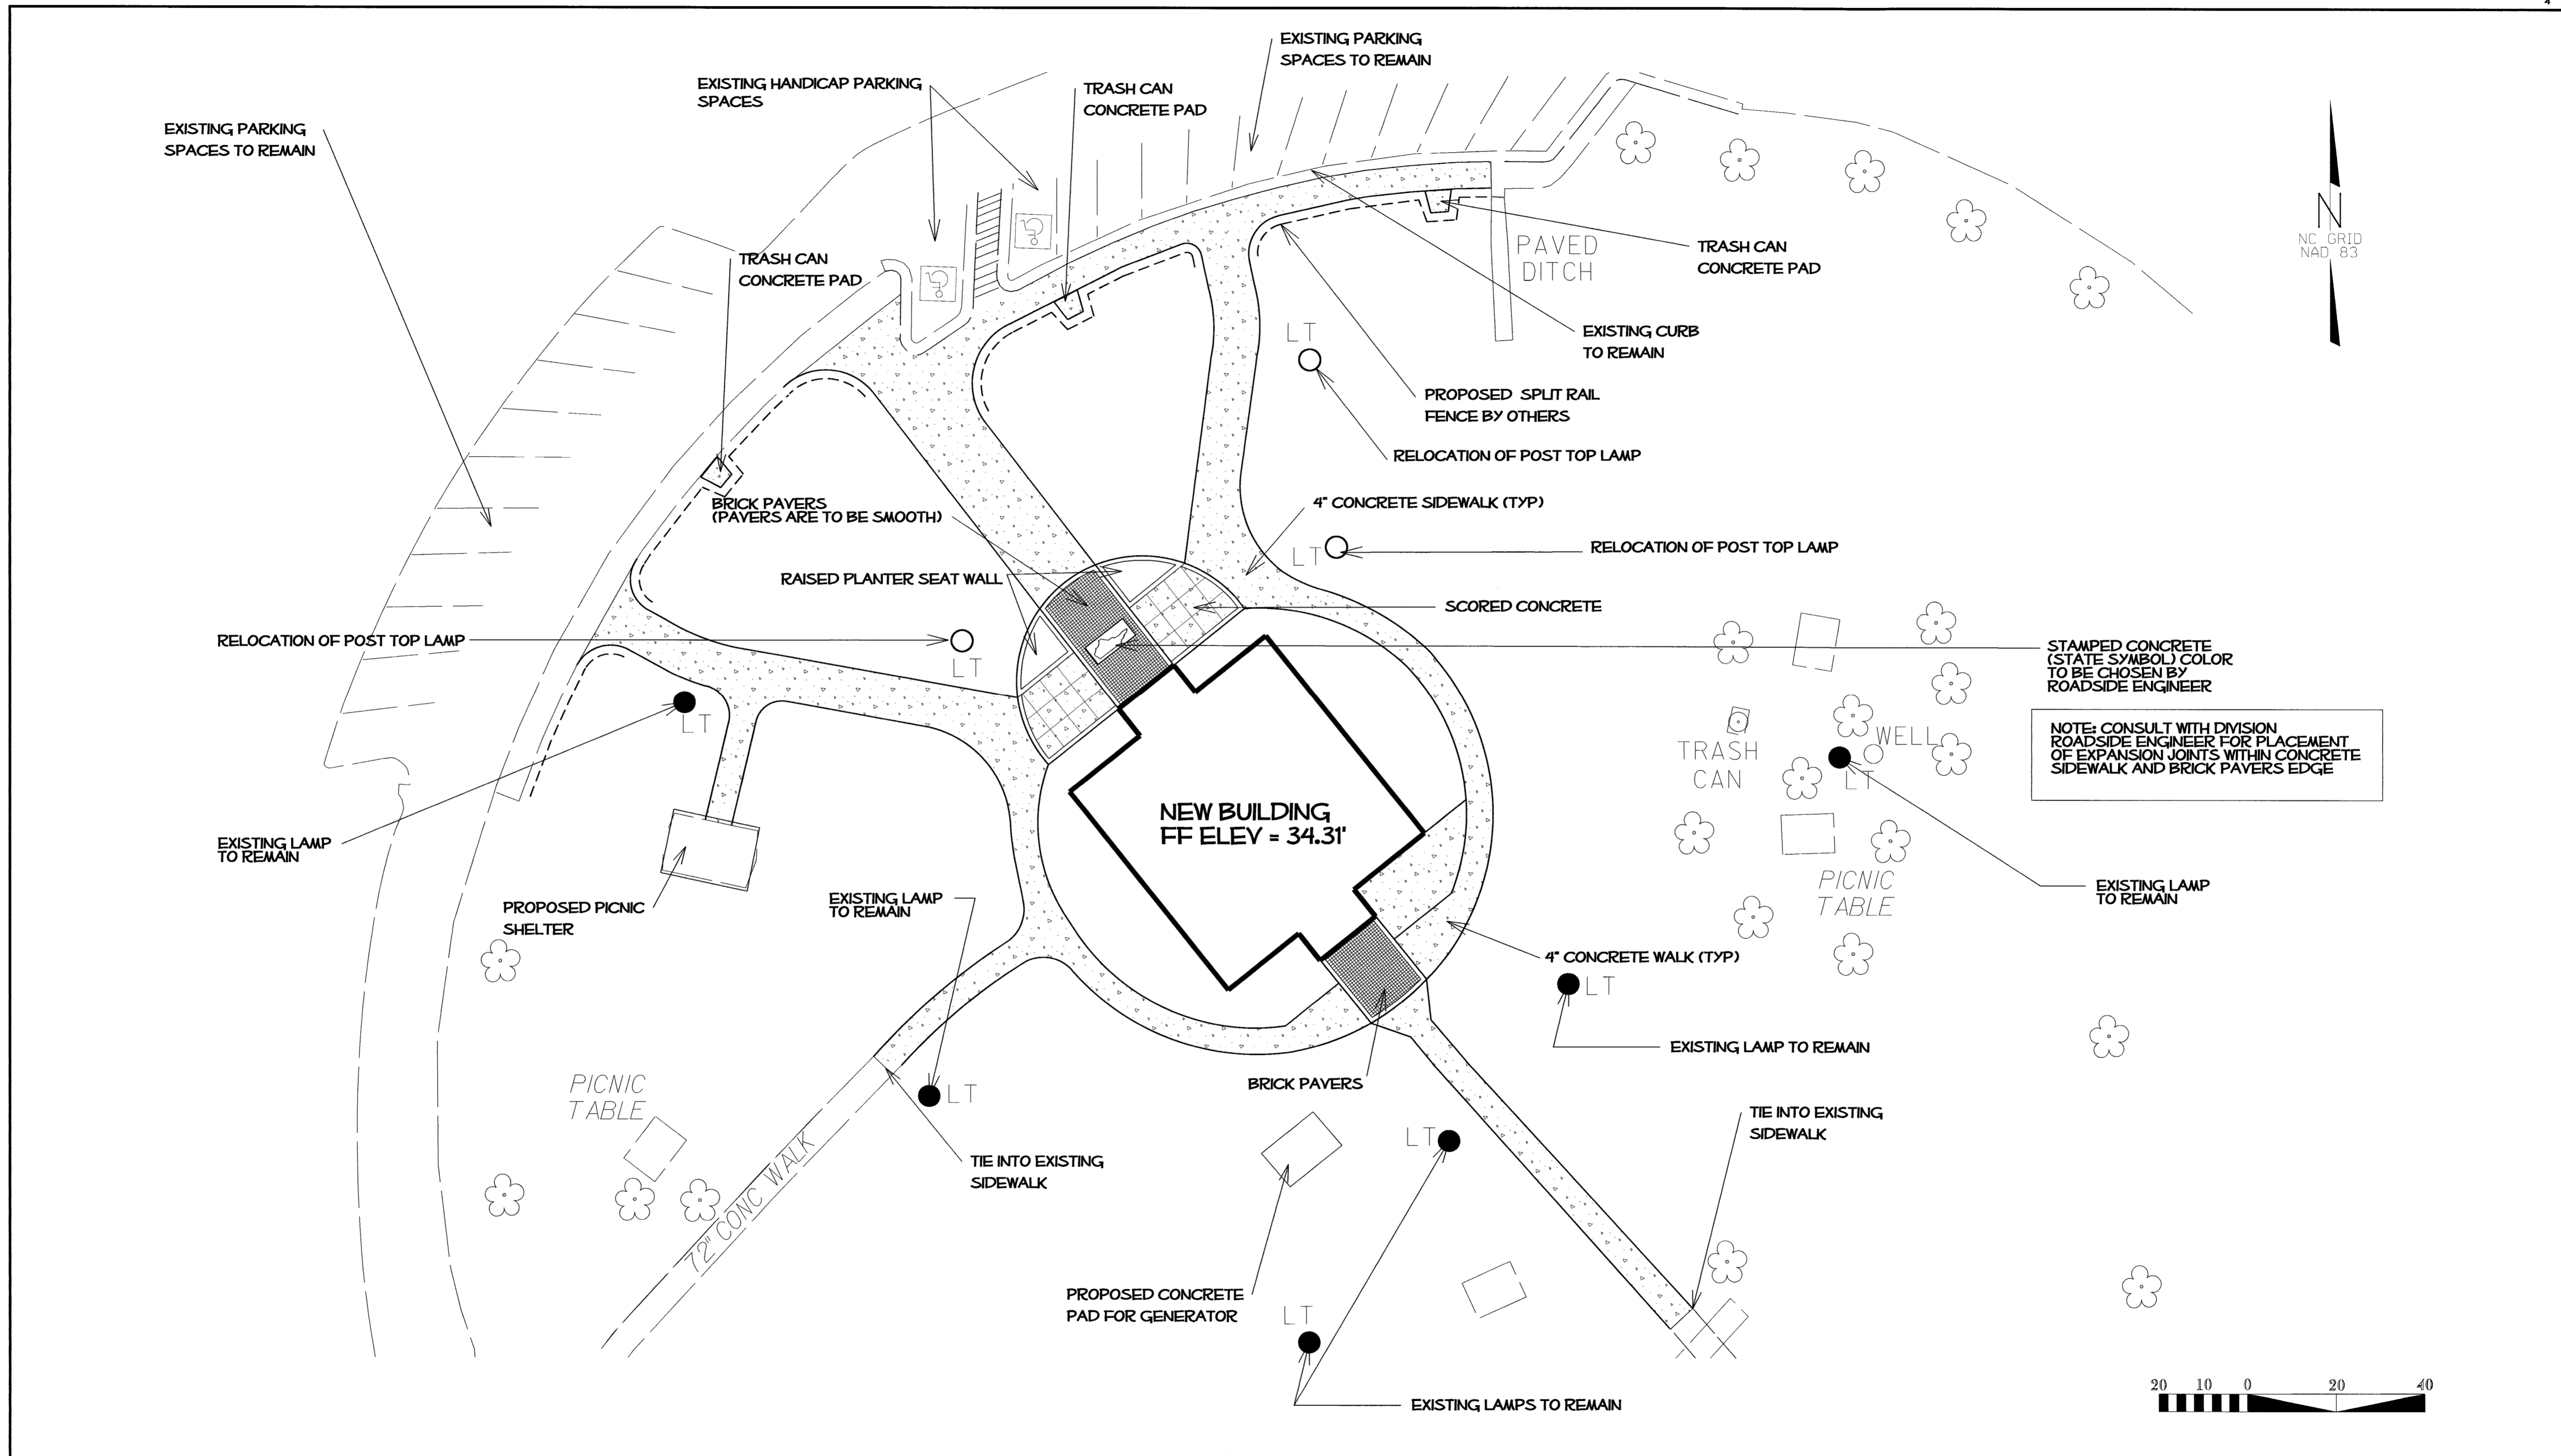 4
EXISTING PARKING
SPACES TO REMAIN
EXISTING HANDICAP PARKING
SPACES
TRASH CAN
CONCRETE PAD
EXISTING PARKING
SPACES TO REMAIN
N
NC GRID
NAD 83
TRASH CAN
CONCRETE PAD
PAVED
DITCH
TRASH CAN
CONCRETE PAD
LT
EXISTING CURB
TO REMAIN
PROPOSED SPLIT RAIL
FENCE BY OTHERS
RELOCATION OF POST TOP LAMP
BRICK PAVERS
(PAVERS ARE TO BE SMOOTH)
4" CONCRETE SIDEWALK (TYP)
LT
RELOCATION OF POST TOP LAMP
RAISED PLANTER SEAT WALL
SCORED CONCRETE
RELOCATION OF POST TOP LAMP
LT
STAMPED CONCRETE
(STATE SYMBOL) COLOR
TO BE CHOSEN BY
ROADSIDE ENGINEER
LT
NOTE: CONSULT WITH DIVISION
ROADSIDE ENGINEER FOR PLACEMENT
OF EXPANSION JOINTS WITHIN CONCRETE
SIDEWALK AND BRICK PAVERS EDGE
WELL
TRASH
CAN
LT
NEW BUILDING
FF ELEV = 34.31'
EXISTING LAMP
TO REMAIN
PICNIC
TABLE
EXISTING LAMP
TO REMAIN
EXISTING LAMP
TO REMAIN
PROPOSED PICNIC
SHELTER
4" CONCRETE WALK (TYP)
LT
EXISTING LAMP TO REMAIN
PICNIC
TABLE
LT
BRICK PAVERS
TIE INTO EXISTING
SIDEWALK
LT
TIE INTO EXISTING
SIDEWALK
72" CONC WALK
PROPOSED CONCRETE
PAD FOR GENERATOR
LT
EXISTING LAMPS TO REMAIN
20 10 0 20 40